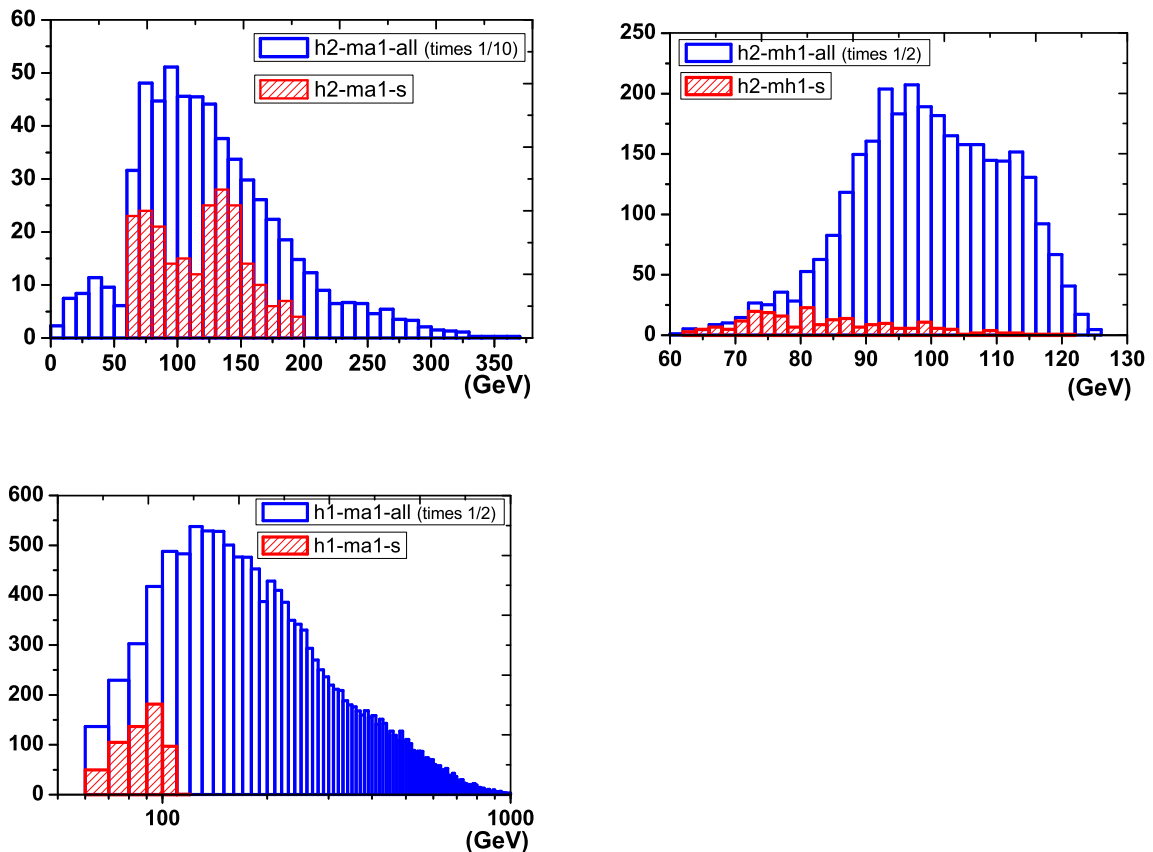 60
50
40
30
20
10
0
h2-ma1-all (times 1/10)
h2-ma1-s
0 50 100 150 200 250 300 350
(GeV)
250
200
150
100
50
0
h2-mh1-all (times 1/2)
h2-mh1-s
60 70 80 90 100 110 120 130
(GeV)
600
500
400
300
200
100
0
h1-ma1-all (times 1/2)
h1-ma1-s
100 1000
(GeV)